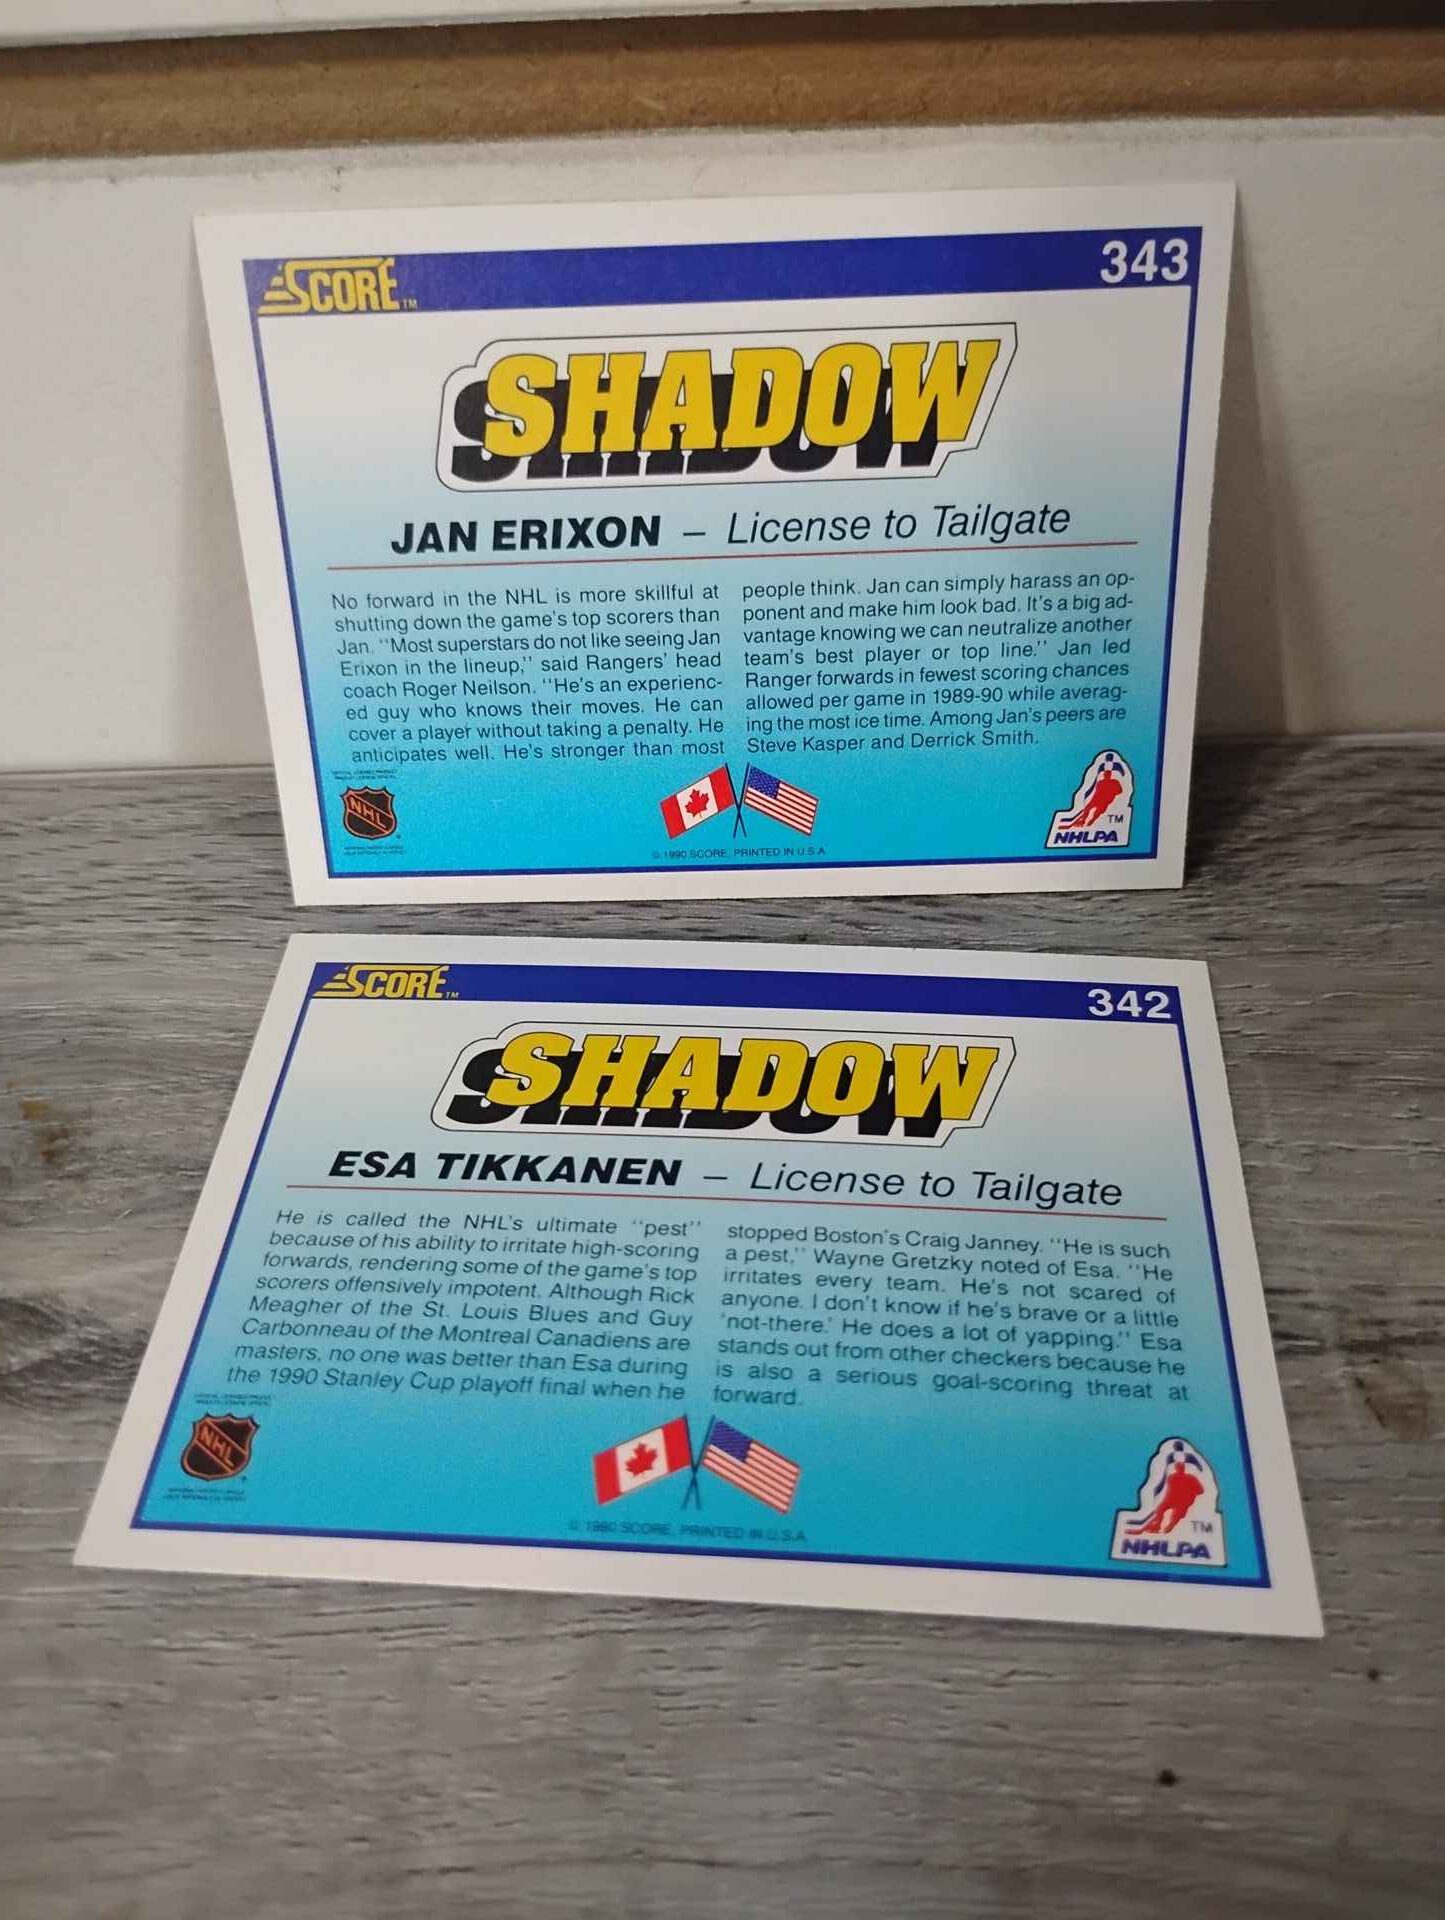 SCORE TM
343
SHADOW
JAN ERIXON – License to Tailgate
No forward in the NHL is more skillful at
shutting down the game's top scorers than
Jan. "Most superstars do not like seeing Jan
Erixon in the lineup," said Rangers' head
coach Roger Neilson. "He's an experienc-
ed guy who knows their moves. He can
cover a player without taking a penalty. He
anticipates well. He's stronger than most
people think. Jan can simply harass an op-
ponent and make him look bad. It's a big ad-
vantage knowing we can neutralize another
team's best player or top line." Jan led
Ranger forwards in fewest scoring chances
allowed per game in 1989-90 while averag-
ing the most ice time. Among Jan's peers are
Steve Kasper and Derrick Smith.
NHL
TM
NHLPA
© 1990 SCORE, PRINTED IN U.S.A.
SCORE TM
342
SHADOW
ESA TIKKANEN – License to Tailgate
He is called the NHL's ultimate "pest"
because of his ability to irritate high-scoring
forwards, rendering some of the game's top
scorers offensively impotent. Although Rick
Meagher of the St. Louis Blues and Guy
Carbonneau of the Montreal Canadiens are
masters, no one was better than Esa during
the 1990 Stanley Cup playoff final when he
stopped Boston's Craig Janney. "He is such
a pest," Wayne Gretzky noted of Esa. "He
irritates every team. He's not scared of
anyone. I don't know if he's brave or a little
'not-there.' He does a lot of yapping." Esa
stands out from other checkers because he
is also a serious goal-scoring threat at
forward.
NHL
TM
NHLPA
© 1990 SCORE, PRINTED IN U.S.A.